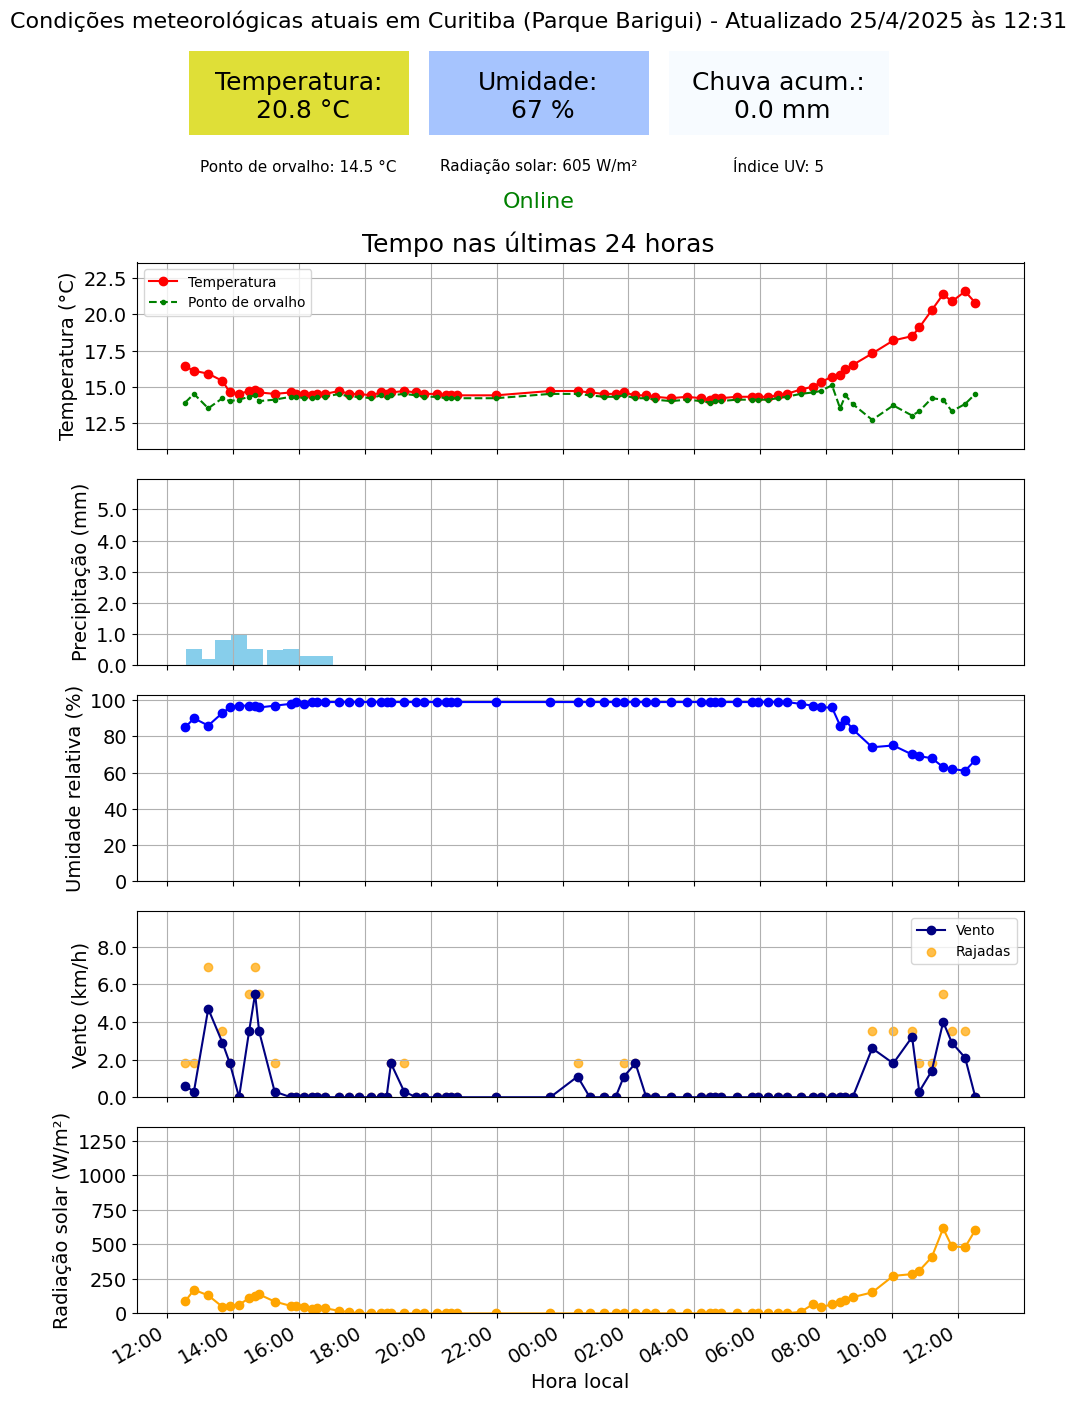 Condições meteorológicas atuais em Curitiba (Parque Barigui) - Atualizado 25/4/2025 às 12:31
Temperatura:
20.8 °C
Umidade:
67 %
Chuva acum.:
0.0 mm
Ponto de orvalho: 14.5 °C
Radiação solar: 605 W/m²
Índice UV: 5
Online
Tempo nas últimas 24 horas
Temperatura (°C)
22.5
20.0
17.5
15.0
12.5
Temperatura
Ponto de orvalho
Precipitação (mm)
5.0
4.0
3.0
2.0
1.0
0.0
Umidade relativa (%)
100
80
60
40
20
0
Vento (km/h)
8.0
6.0
4.0
2.0
0.0
Vento
Rajadas
Radiação solar (W/m²)
1250
1000
750
500
250
0
12:00
14:00
16:00
18:00
20:00
22:00
00:00
02:00
04:00
06:00
08:00
10:00
12:00
Hora local